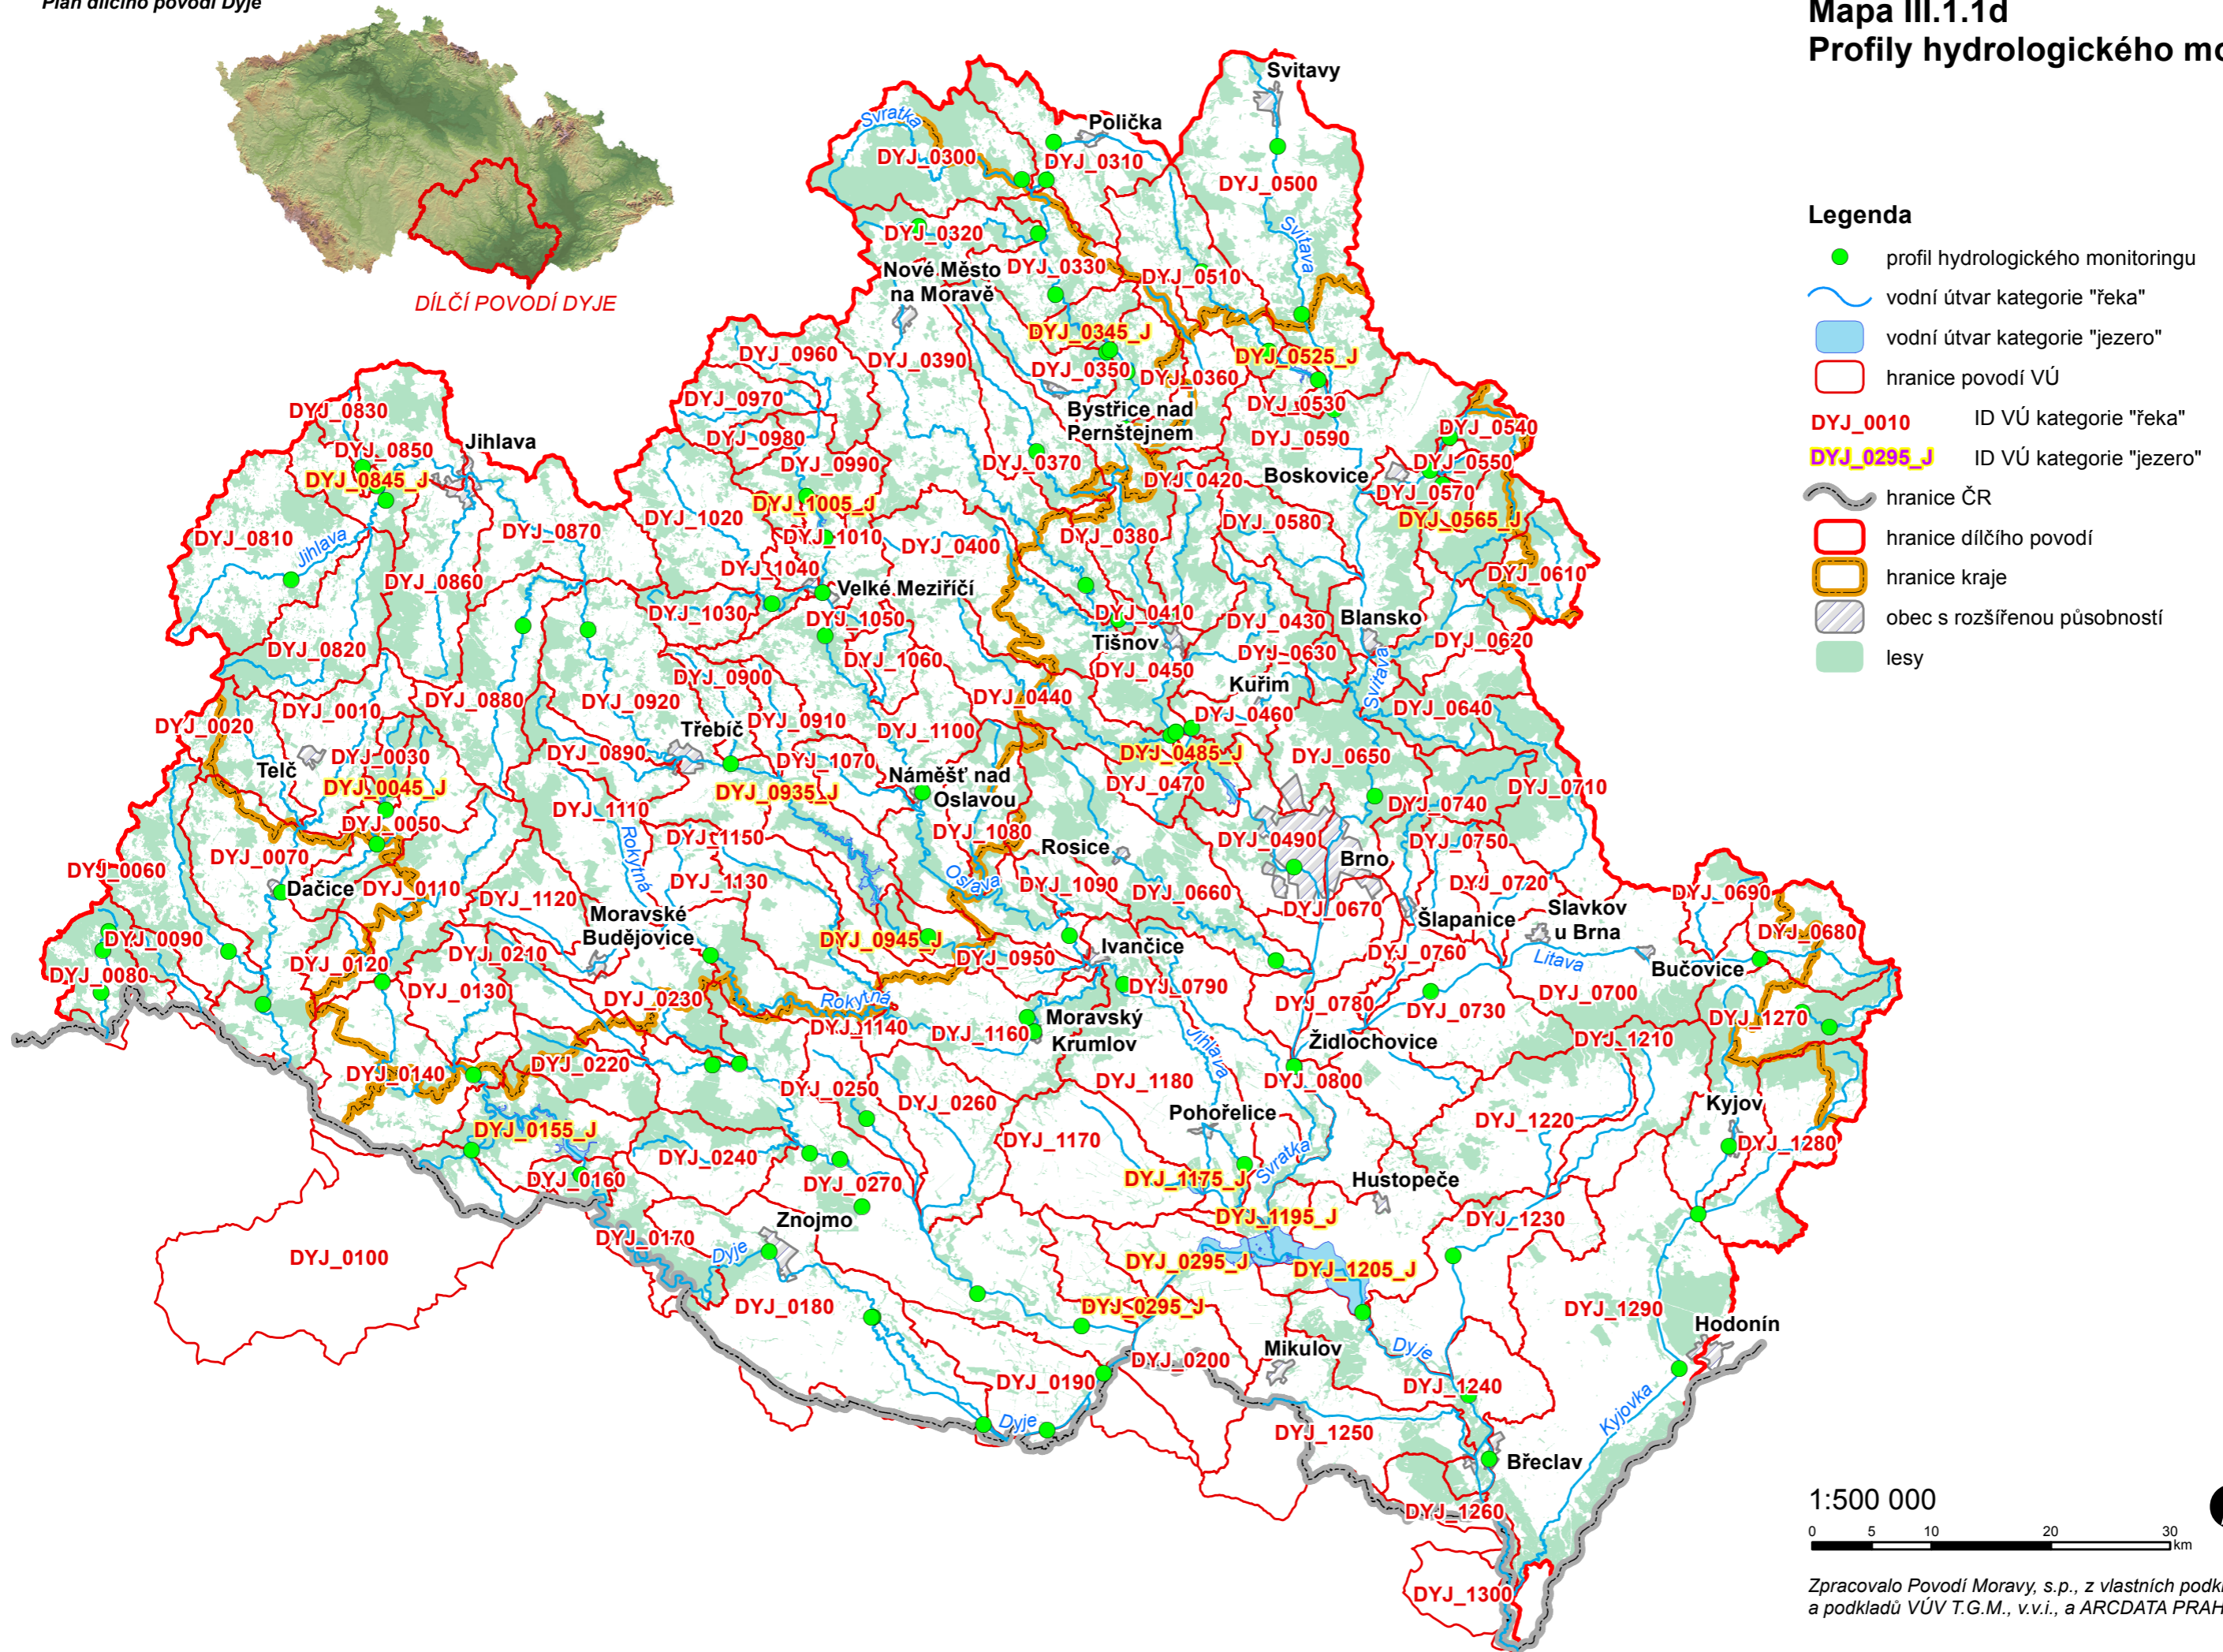 Plán dílčího povodí Dyje
Mapa III.1.1d
Profily hydrologického mo
DÍLČÍ POVODÍ DYJE
Legenda
profil hydrologického monitoringu
vodní útvar kategorie "řeka"
vodní útvar kategorie "jezero"
hranice povodí VÚ
DYJ_0010 ID VÚ kategorie "řeka"
DYJ_0295_J ID VÚ kategorie "jezero"
hranice ČR
hranice dílčího povodí
hranice kraje
obec s rozšířenou působností
lesy
Svitavy
Svratka
Polička
DYJ_0300
DYJ_0310
DYJ_0500
DYJ_0320
Svitava
Nové Město
na Moravě
DYJ_0330
DYJ_0510
DYJ_0345_J
DYJ_0960
DYJ_0390
DYJ_0350
DYJ_0360
DYJ_0525_J
DYJ_0970
DYJ_0530
DYJ_0830
Bystřice nad
Pernštejnem
DYJ_0540
DYJ_0850
Jihlava
DYJ_0980
DYJ_0590
DYJ_0845_J
DYJ_0990
DYJ_0370
DYJ_0420
Boskovice
DYJ_0550
DYJ_0570
DYJ_1005_J
DYJ_0810
Jihlava
DYJ_0870
DYJ_1020
DYJ_1010
DYJ_0400
DYJ_0380
DYJ_0580
DYJ_0565_J
DYJ_0860
DYJ_1040
Velké Meziříčí
DYJ_0610
DYJ_1030
DYJ_1050
DYJ_0410
Tišnov
DYJ_0430
Blansko
DYJ_0820
DYJ_1060
DYJ_0450
DYJ_0630
DYJ_0620
DYJ_0900
Kuřim
Svitava
DYJ_0020
DYJ_0010
DYJ_0880
DYJ_0920
DYJ_0440
DYJ_0460
DYJ_0640
Třebíč
DYJ_0910
DYJ_1100
Telč
DYJ_0030
DYJ_0890
DYJ_1070
DYJ_0485_J
DYJ_0650
DYJ_0045_J
DYJ_0935_J
Náměšť nad
Oslavou
DYJ_0470
DYJ_0710
DYJ_0050
DYJ_1110
DYJ_0740
Rokytná
DYJ_1150
DYJ_1080
DYJ_0490
DYJ_0750
DYJ_0060
DYJ_0070
Rosice
Brno
Dačice
DYJ_0110
DYJ_1120
DYJ_1130
Oslava
DYJ_1090
DYJ_0660
DYJ_0720
DYJ_0690
DYJ_0670
Šlapanice
Slavkov
u Brna
DYJ_0090
Moravské
Budějovice
DYJ_0945_J
Ivančice
DYJ_0680
DYJ_0080
DYJ_0120
DYJ_0210
DYJ_0950
DYJ_0760
Litava
Bučovice
DYJ_0130
DYJ_0230
Rokytná
DYJ_0790
DYJ_0780
DYJ_0730
DYJ_0700
DYJ_1140
DYJ_1160
Moravský
Krumlov
DYJ_1270
DYJ_0140
DYJ_0220
Jihlava
Židlochovice
DYJ_1210
DYJ_0250
DYJ_0260
DYJ_1180
DYJ_0800
DYJ_0155_J
DYJ_1170
Pohořelice
DYJ_1220
Kyjov
DYJ_0160
DYJ_0240
DYJ_0270
DYJ_1175_J
Svratka
Hustopeče
DYJ_1280
Znojmo
DYJ_1195_J
DYJ_1230
DYJ_0100
DYJ_0170
Dyje
DYJ_0295_J
DYJ_1205_J
DYJ_0180
DYJ_0295_J
DYJ_1290
Hodonín
Mikulov
Dyje
DYJ_0200
DYJ_0190
DYJ_1240
Kyjovka
Dyje
DYJ_1250
Břeclav
DYJ_1260
DYJ_1300
1:500 000
0 5 10 20 30
km
Zpracovalo Povodí Moravy, s.p., z vlastních podk
a podkladů VÚV T.G.M., v.v.i., a ARCDATA PRAH